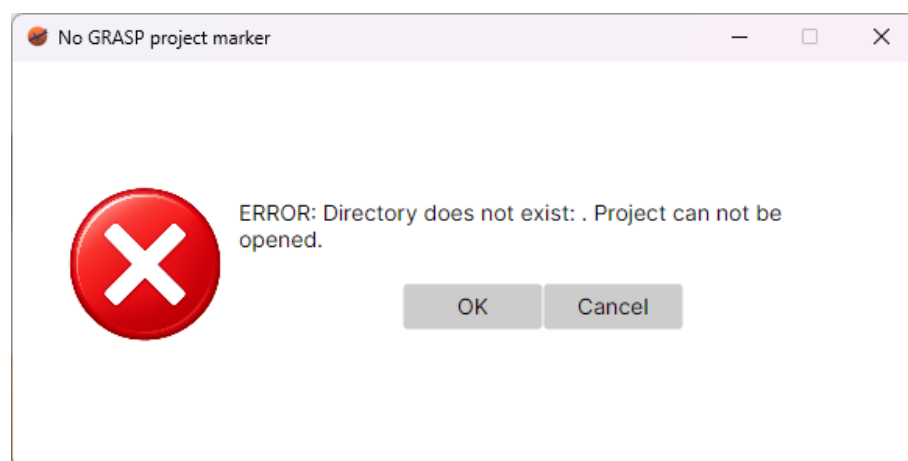 No GRASP project marker
ERROR: Directory does not exist: . Project can not be
opened.
OK Cancel